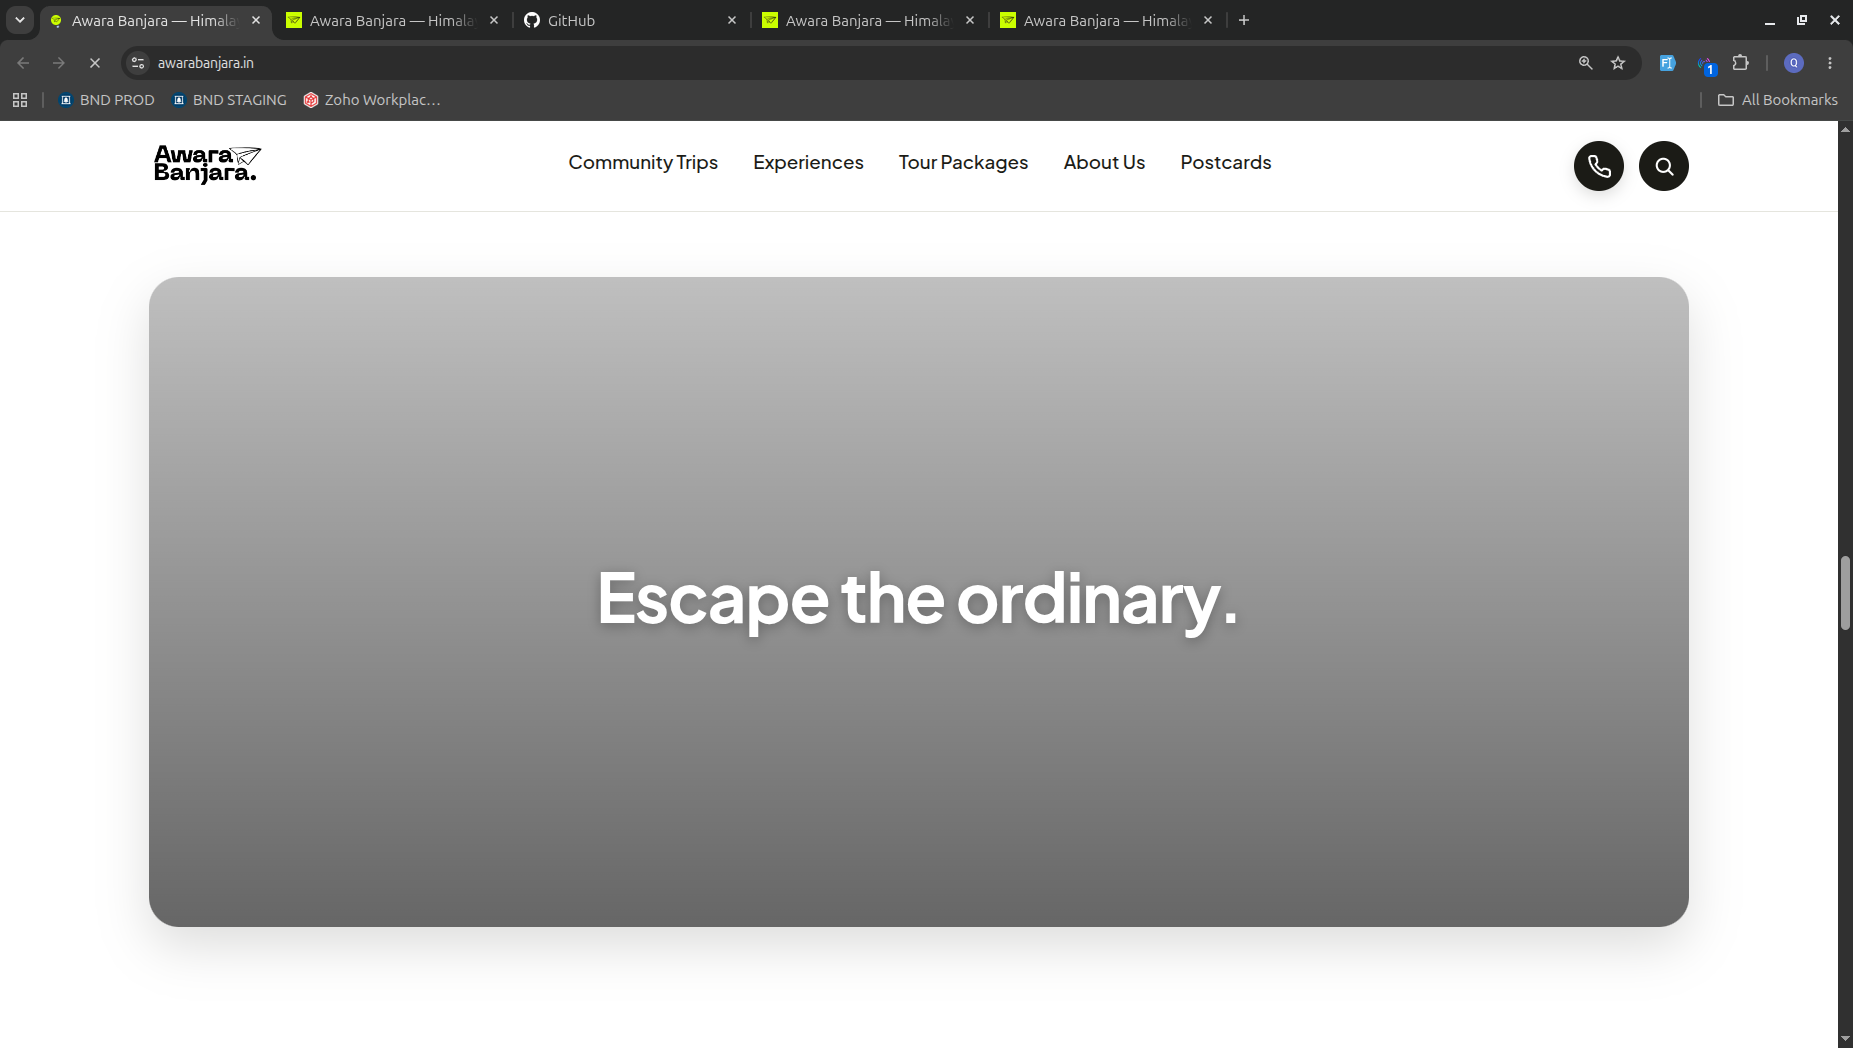 Awara Banjara — Himala
Awara Banjara — Himala
GitHub
Awara Banjara — Himala
Awara Banjara — Himala
awarabanjara.in
1
Q
BND PROD
BND STAGING
Zoho Workplac...
All Bookmarks
Awara
Banjara.
Community Trips
Experiences
Tour Packages
About Us
Postcards
Escape the ordinary.